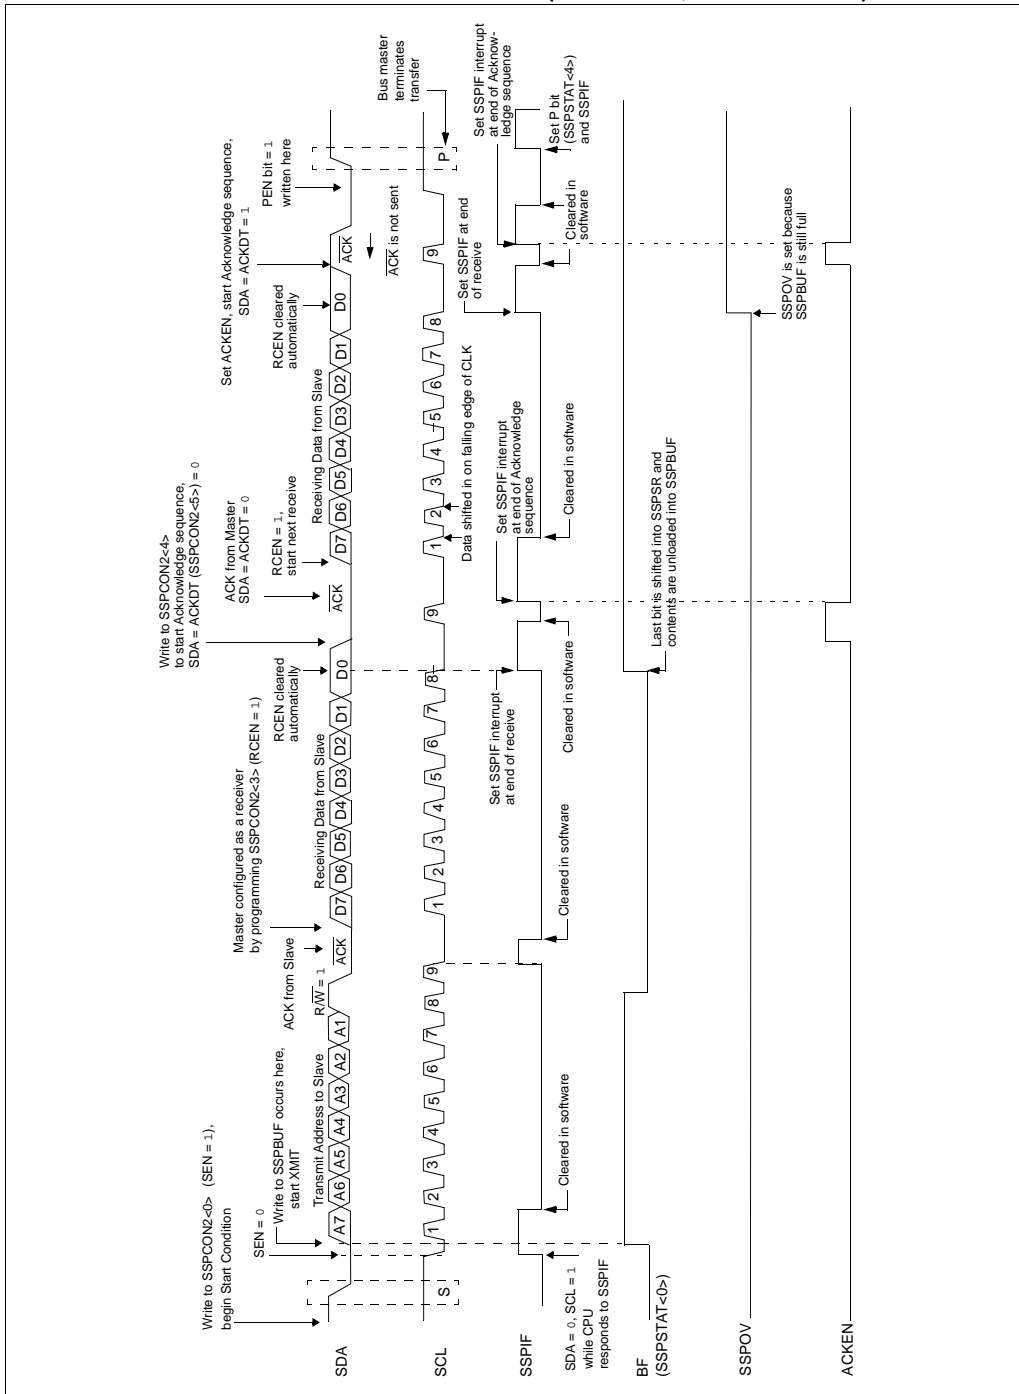 Write to SSPCON2<0> (SEN = 1),
begin Start Condition
SEN = 0
Write to SSPBUF occurs here,
start XMIT
ACK from Slave
Master configured as a receiver
by programming SSPCON2<3> (RCEN = 1)
RCEN cleared
automatically
Write to SSPCON2<4>
to start Acknowledge sequence,
SDA = ACKDT (SSPCON2<5>) = 0
ACK from Master
SDA = ACKDT = 0
RCEN = 1,
start next receive
RCEN cleared
automatically
Set ACKEN, start Acknowledge sequence,
SDA = ACKDT = 1
PEN bit = 1
written here
Transmit Address to Slave
R/W = 1
Receiving Data from Slave
Receiving Data from Slave
SDA
A7 A6 A5 A4 A3 A2 A1
ACK
D7 D6 D5 D4 D3 D2 D1 D0
ACK
D7 D6 D5 D4 D3 D2 D1 D0
ACK
ACK is not sent
Bus master
terminates
transfer
SCL
S
1 2 3 4 5 6 7 8 9
1 2 3 4 5 6 7 8 9
1 2 3 4 5 6 7 8 9
P
Data shifted in on falling edge of CLK
Set SSPIF interrupt
at end of receive
Set SSPIF interrupt
at end of Acknowledge
sequence
Set SSPIF at end
of receive
Set SSPIF interrupt
at end of Acknow-
ledge sequence
SSPIF
SDA = 0, SCL = 1
while CPU
responds to SSPIF
Cleared in software
Cleared in software
Cleared in software
Cleared in software
Cleared in
software
Set P bit
(SSPSTAT<4>)
and SSPIF
BF
(SSPSTAT<0>)
Last bit is shifted into SSPSR and
contents are unloaded into SSPBUF
SSPOV
SSPOV is set because
SSPBUF is still full
ACKEN